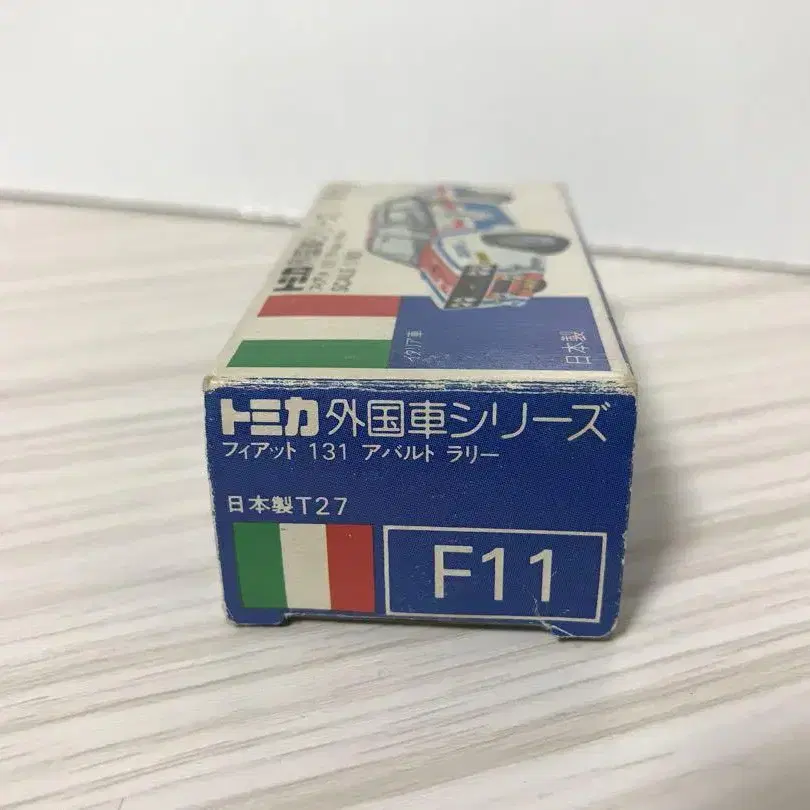 トミカ 外国車シリーズ
フィアット 131 アバルト ラリー
日本製T27
F11
イタリア車
日本製